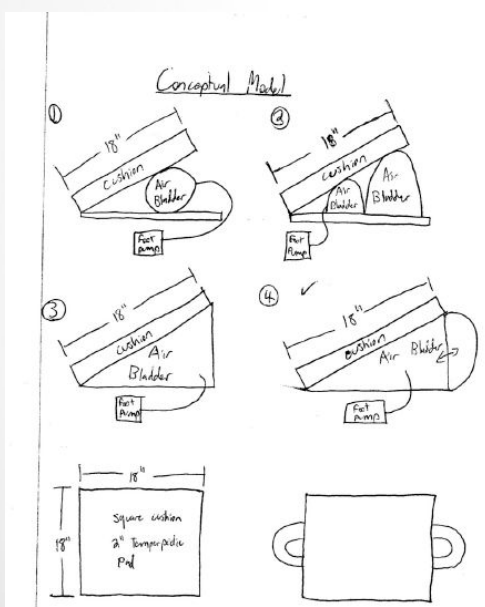 Conceptual Model
①
18"
cushion
Air
Bladder
Foot
pump
②
18"
cushion
Air
Bladder
Air
Bladder
Foot
Pump
③
18"
cushion
Air
Bladder
Foot
Pump
④ ✓
18"
cushion
Air Bladder
Foot
pump
18"
18"
Square cushion
2" Temperpedic
Pad